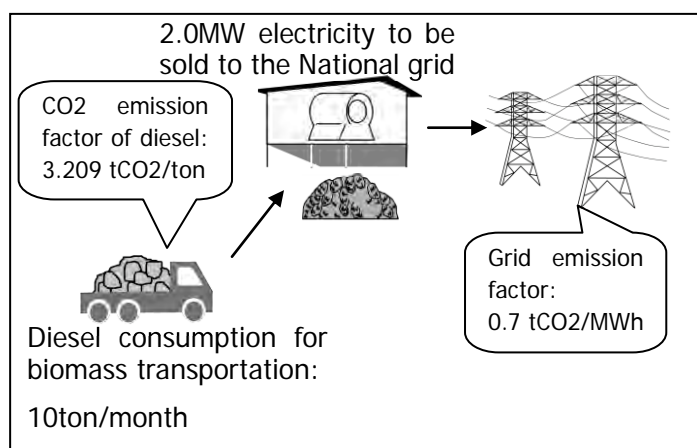 2.0MW electricity to be
sold to the National grid
CO2 emission
factor of diesel:
3.209 tCO2/ton
Grid emission
factor:
0.7 tCO2/MWh
Diesel consumption for
biomass transportation:
10ton/month